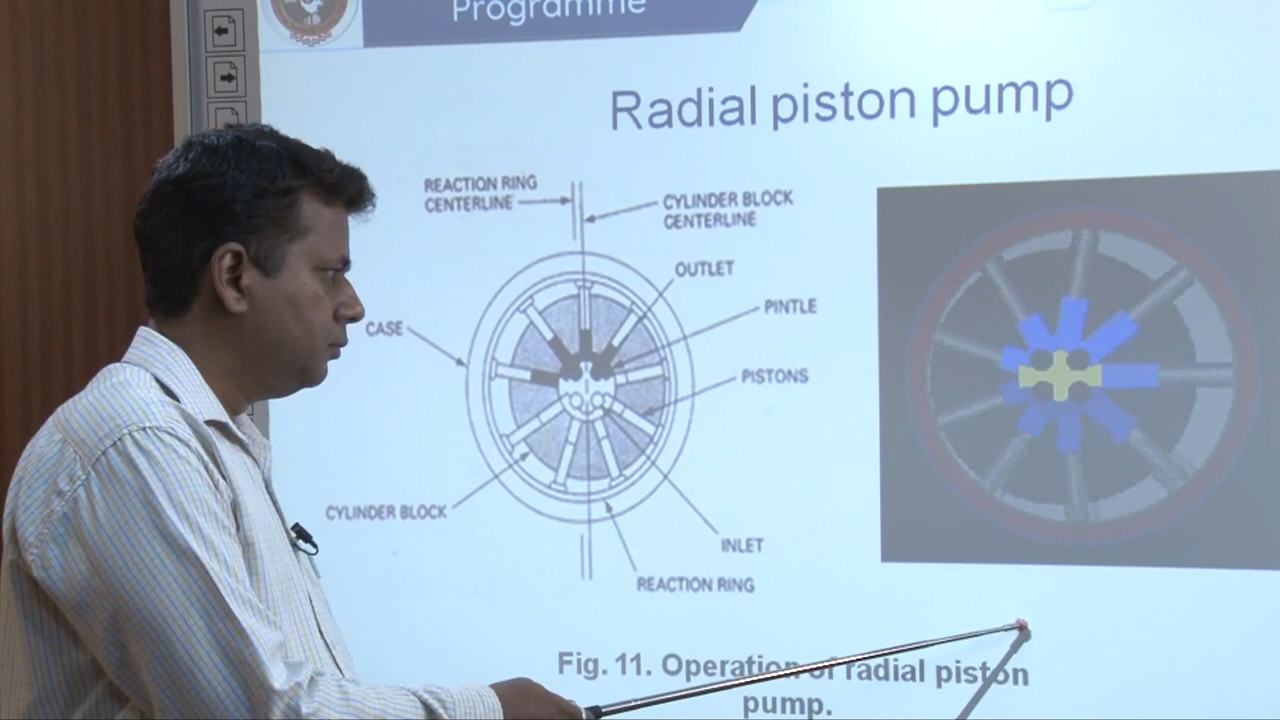 Programme
Radial piston pump
REACTION RING
CENTERLINE
CYLINDER BLOCK
CENTERLINE
OUTLET
PINTLE
CASE
PISTONS
CYLINDER BLOCK
INLET
REACTION RING
Fig. 11. Operation of radial piston
pump.